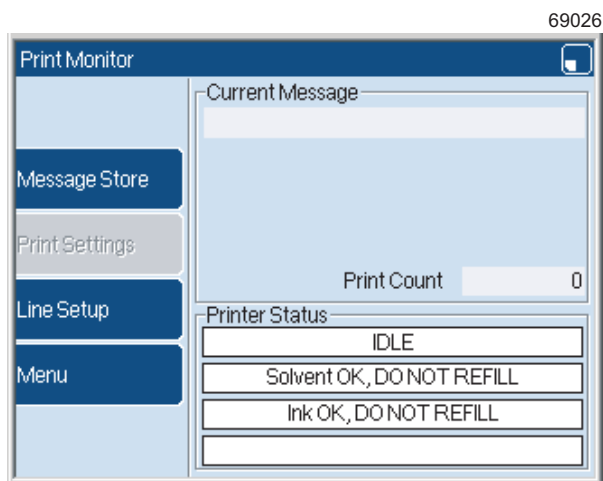 69026
Print Monitor
Current Message
Message Store
Print Settings
Print Count 0
Line Setup
Printer Status
IDLE
Menu
Solvent OK, DO NOT REFILL
Ink OK, DO NOT REFILL